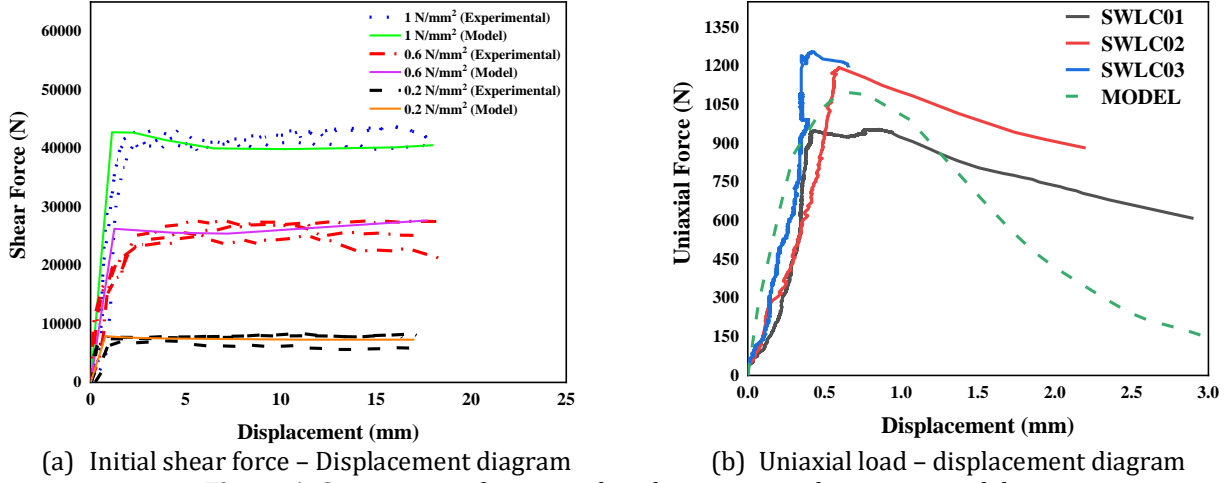 60000
50000
40000
30000
20000
10000
0
0 5 10 15 20 25
Shear Force (N)
Displacement (mm)
1 N/mm² (Experimental)
1 N/mm² (Model)
0.6 N/mm² (Experimental)
0.6 N/mm² (Model)
0.2 N/mm² (Experimental)
0.2 N/mm² (Model)
(a) Initial shear force – Displacement diagram
1350
1200
1050
900
750
600
450
300
150
0
0.0 0.5 1.0 1.5 2.0 2.5 3.0
Uniaxial Force (N)
Displacement (mm)
SWLC01
SWLC02
SWLC03
MODEL
(b) Uniaxial load – displacement diagram